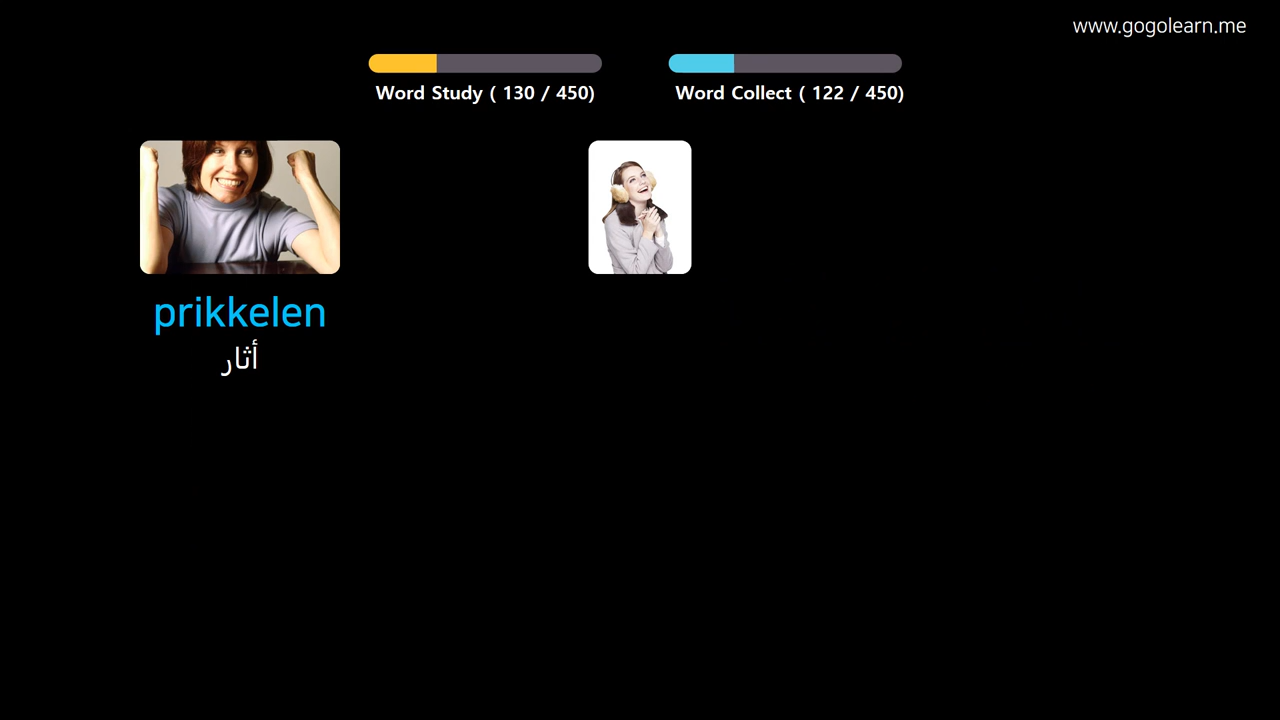 www.gogolearn.me
Word Study ( 130 / 450)
Word Collect ( 122 / 450)
prikkelen
أثار